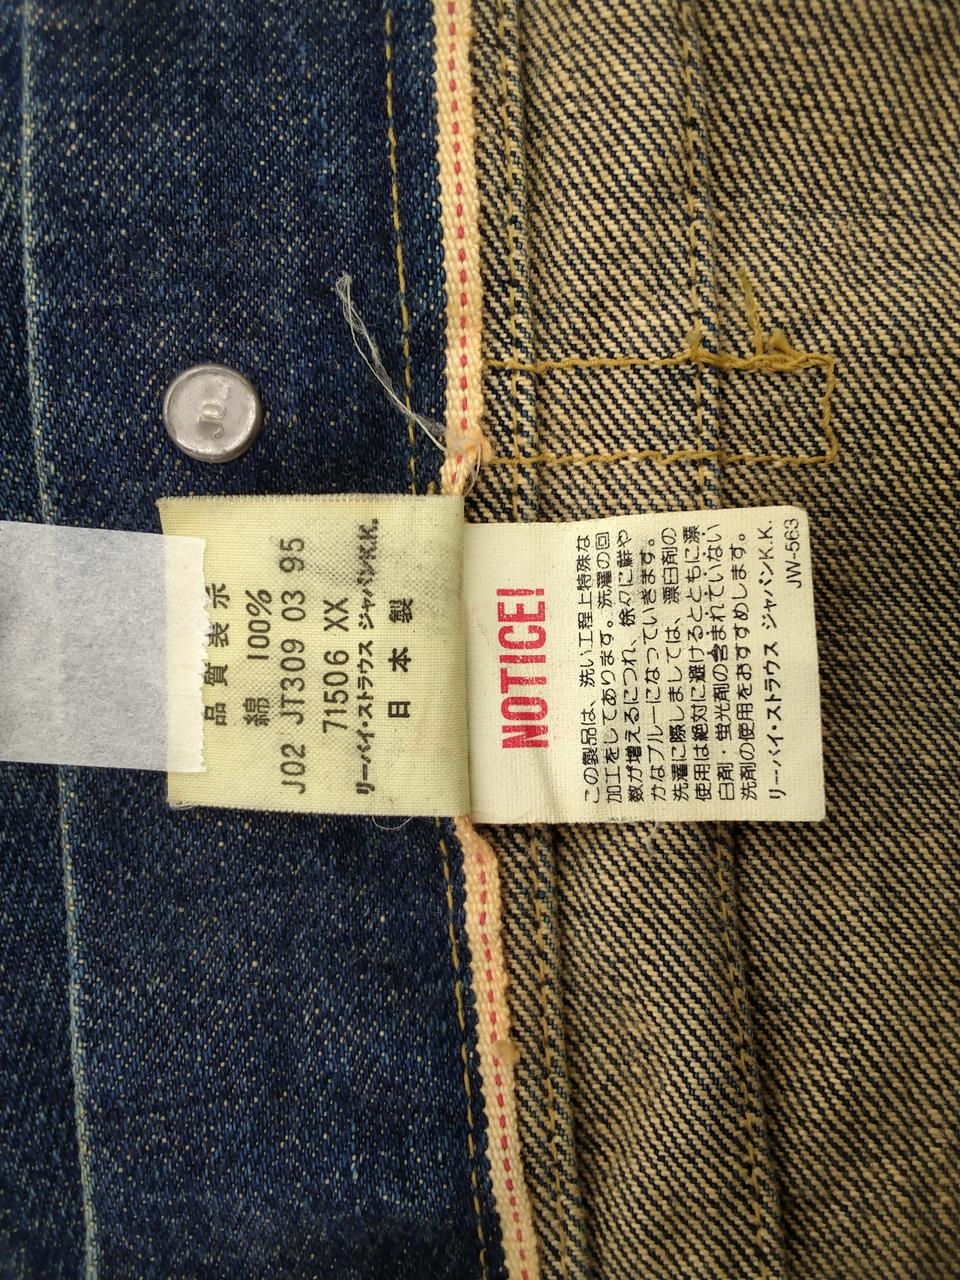 品質表示
綿 100%
J02 JT309 03 95
71506 XX
リーバイ・ストラウス ジャパンK.K.
日本製
NOTICE!
この製品は、洗い工程上特殊な
加工をしてあります。洗濯の回
数が増えるにつれ、徐々に鮮や
かなブルーになっていきます。
洗濯に際しましては、漂白剤の
使用は絶対に避けるとともに漂
白剤・蛍光剤の含まれていない
洗剤の使用をおすすめします。
リーバイ・ストラウス ジャパンK.K.
JW-563
J02